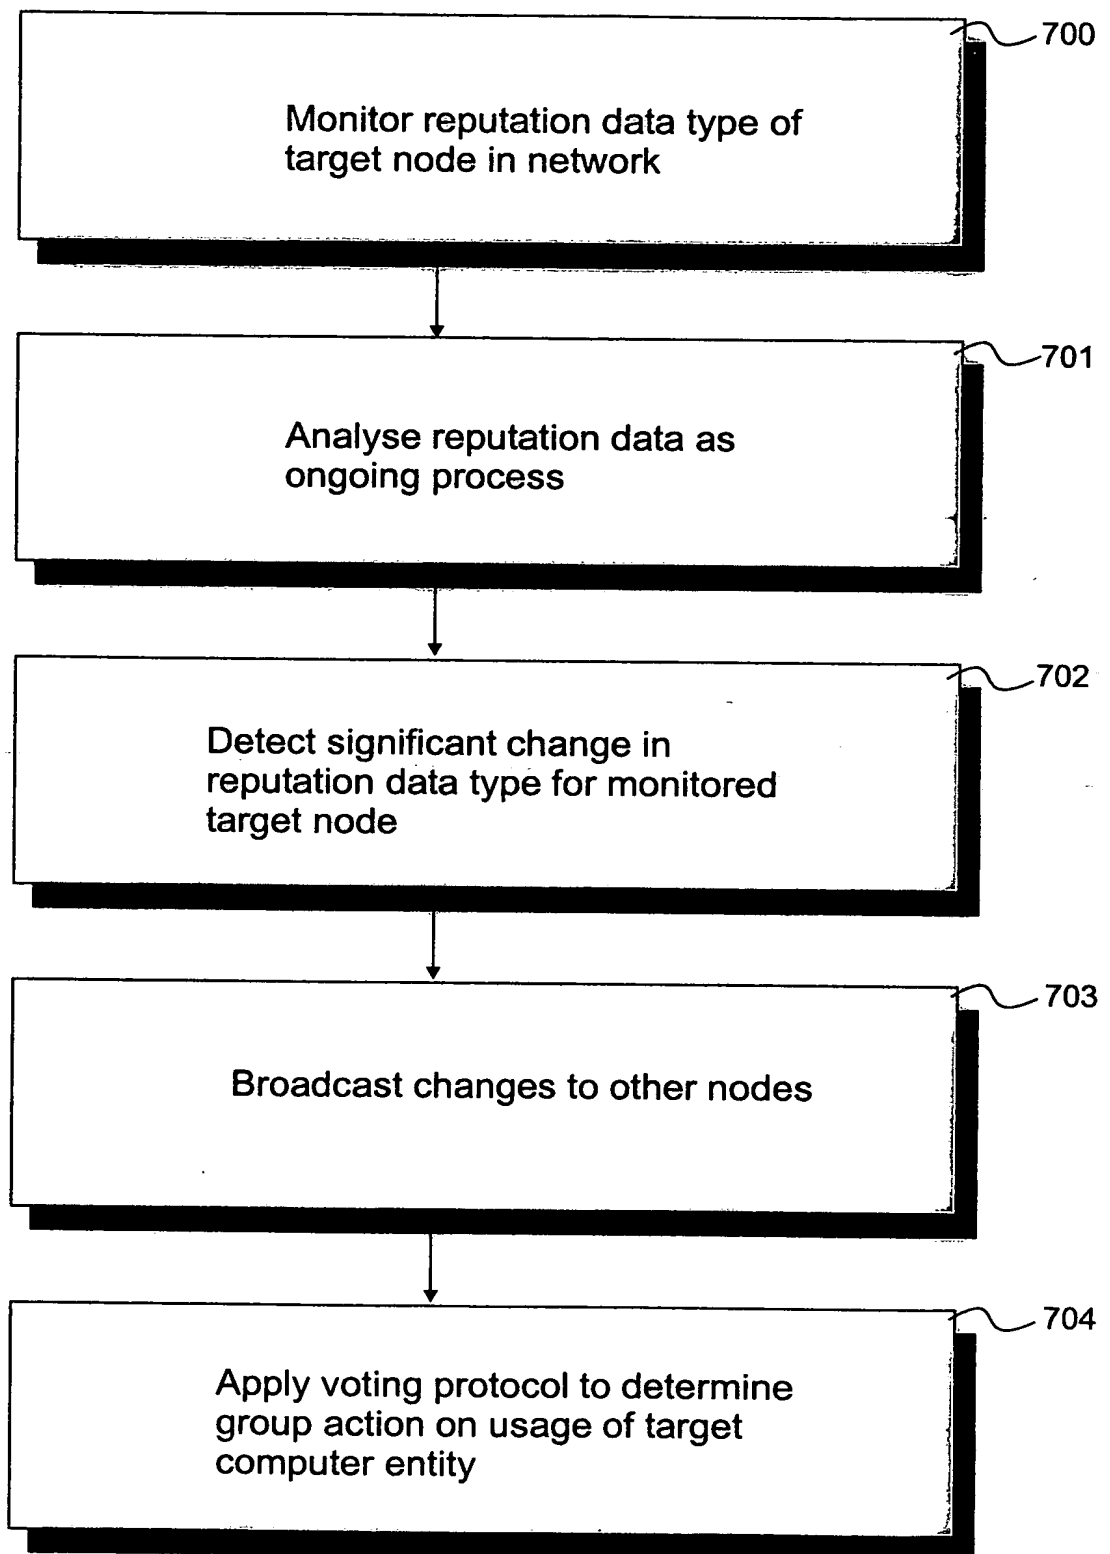 700
Monitor reputation data type of
target node in network
701
Analyse reputation data as
ongoing process
702
Detect significant change in
reputation data type for monitored
target node
703
Broadcast changes to other nodes
704
Apply voting protocol to determine
group action on usage of target
computer entity